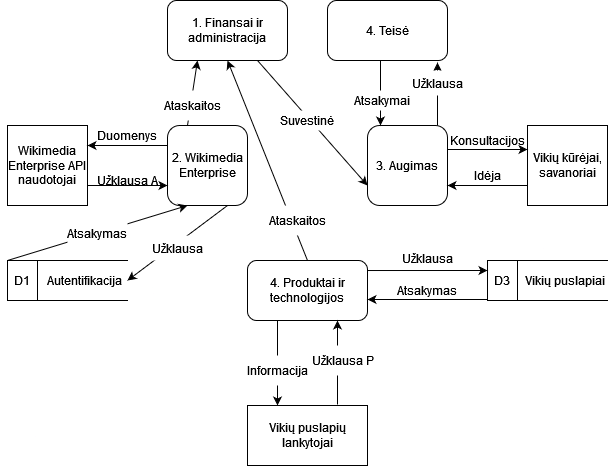 1. Finansai ir
administracija
4. Teisė
Užklausa
Atsakymai
Ataskaitos
Suvestinė
Wikimedia
Enterprise API
naudotojai
Duomenys
Užklausa A
2. Wikimedia
Enterprise
3. Augimas
Konsultacijos
Idėja
Vikių kūrėjai,
savanoriai
Atsakymas
Užklausa
Ataskaitos
D1
Autentifikacija
4. Produktai ir
technologijos
Užklausa
Atsakymas
D3
Vikių puslapiai
Informacija
Užklausa P
Vikių puslapių
lankytojai